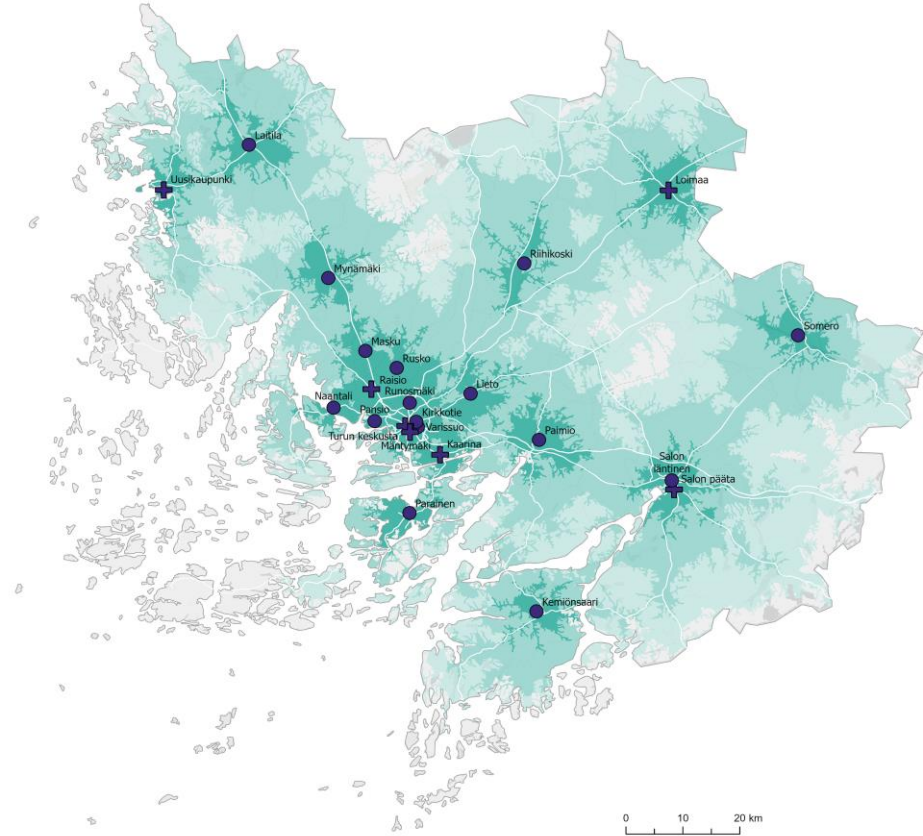 Laitila
Uusikaupunki
Loimaa
Riihikoski
Mynämäki
Somero
Masku
Rusko
Raisio
Runosmäki
Lieto
Naantali
Pansio
Kirkkotie
Varissuo
Turun keskusta
Mäntymäki
Kaarina
Paimio
Salon
läntinen
Salon pääta
Parainen
Kemiönsaari
0 10 20 km